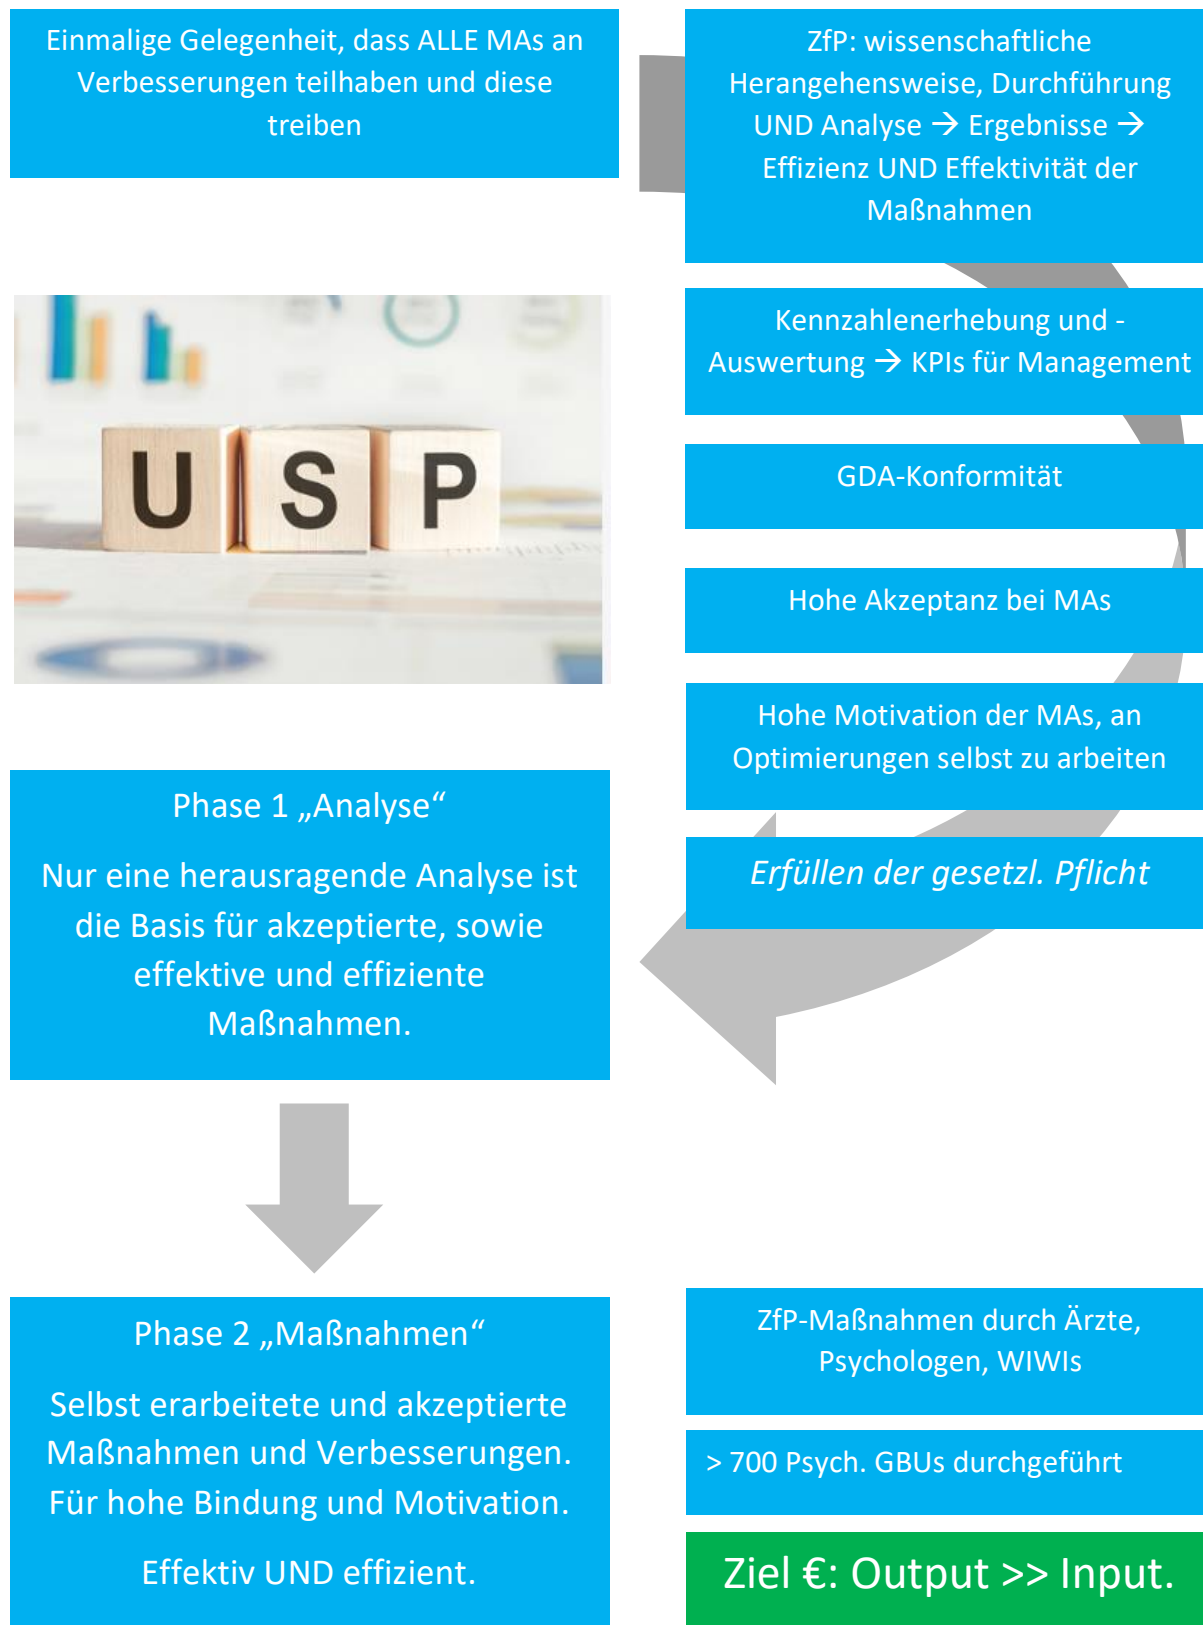 Einmalige Gelegenheit, dass ALLE MAs an
Verbesserungen teilhaben und diese
treiben
ZfP: wissenschaftliche
Herangehensweise, Durchführung
UND Analyse → Ergebnisse →
Effizienz UND Effektivität der
Maßnahmen
Kennzahlenerhebung und -
Auswertung → KPIs für Management
GDA-Konformität
Hohe Akzeptanz bei MAs
Hohe Motivation der MAs, an
Optimierungen selbst zu arbeiten
Erfüllen der gesetzl. Pflicht
USP
Phase 1 „Analyse“
Nur eine herausragende Analyse ist
die Basis für akzeptierte, sowie
effektive und effiziente
Maßnahmen.
Phase 2 „Maßnahmen“
Selbst erarbeitete und akzeptierte
Maßnahmen und Verbesserungen.
Für hohe Bindung und Motivation.
Effektiv UND effizient.
ZfP-Maßnahmen durch Ärzte,
Psychologen, WIWIs
> 700 Psych. GBUs durchgeführt
Ziel €: Output >> Input.